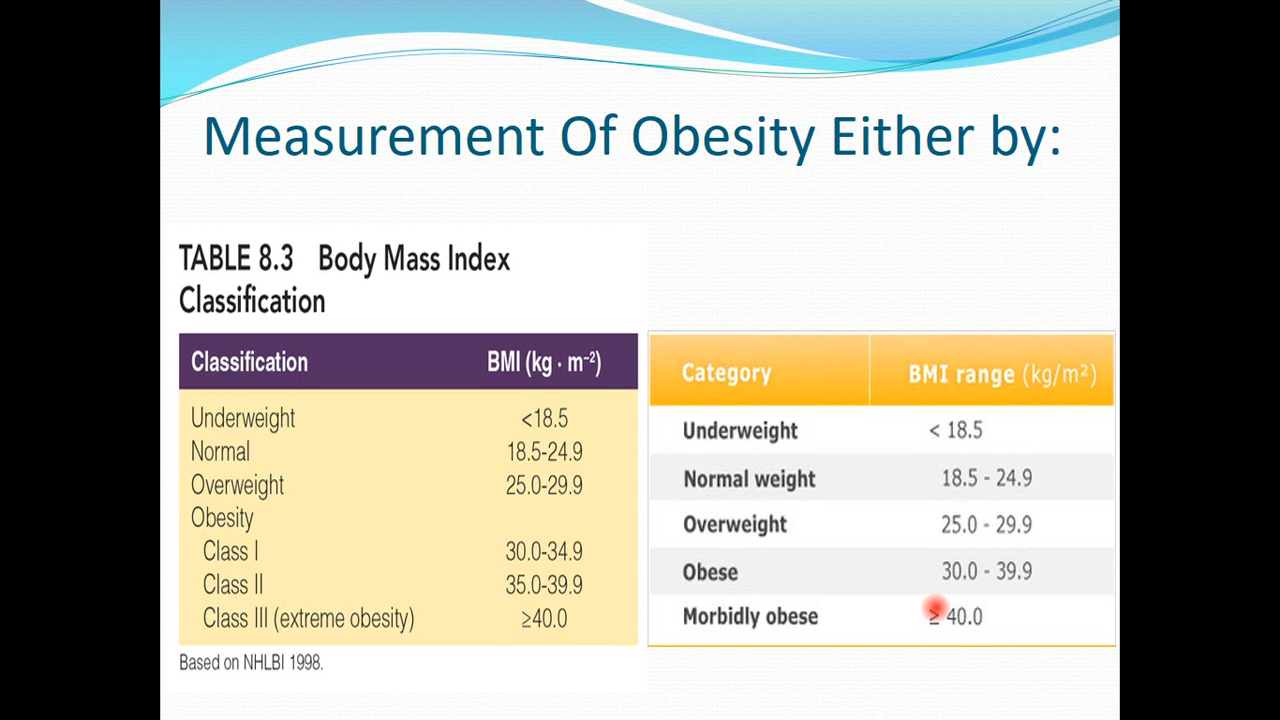 Measurement Of Obesity Either by:
TABLE 8.3 Body Mass Index
Classification
Classification BMI (kg · m⁻²)
Underweight <18.5
Normal 18.5-24.9
Overweight 25.0-29.9
Obesity
Class I 30.0-34.9
Class II 35.0-39.9
Class III (extreme obesity) ≥40.0
Based on NHLBI 1998.
Category BMI range (kg/m²)
Underweight < 18.5
Normal weight 18.5 - 24.9
Overweight 25.0 - 29.9
Obese 30.0 - 39.9
Morbidly obese ≥ 40.0